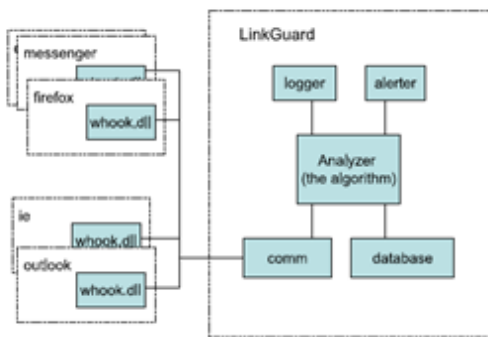 messenger
firefox
whook.dll
ie
whook.dll
outlook
whook.dll
LinkGuard
logger
alerter
Analyzer
(the algorithm)
comm
database